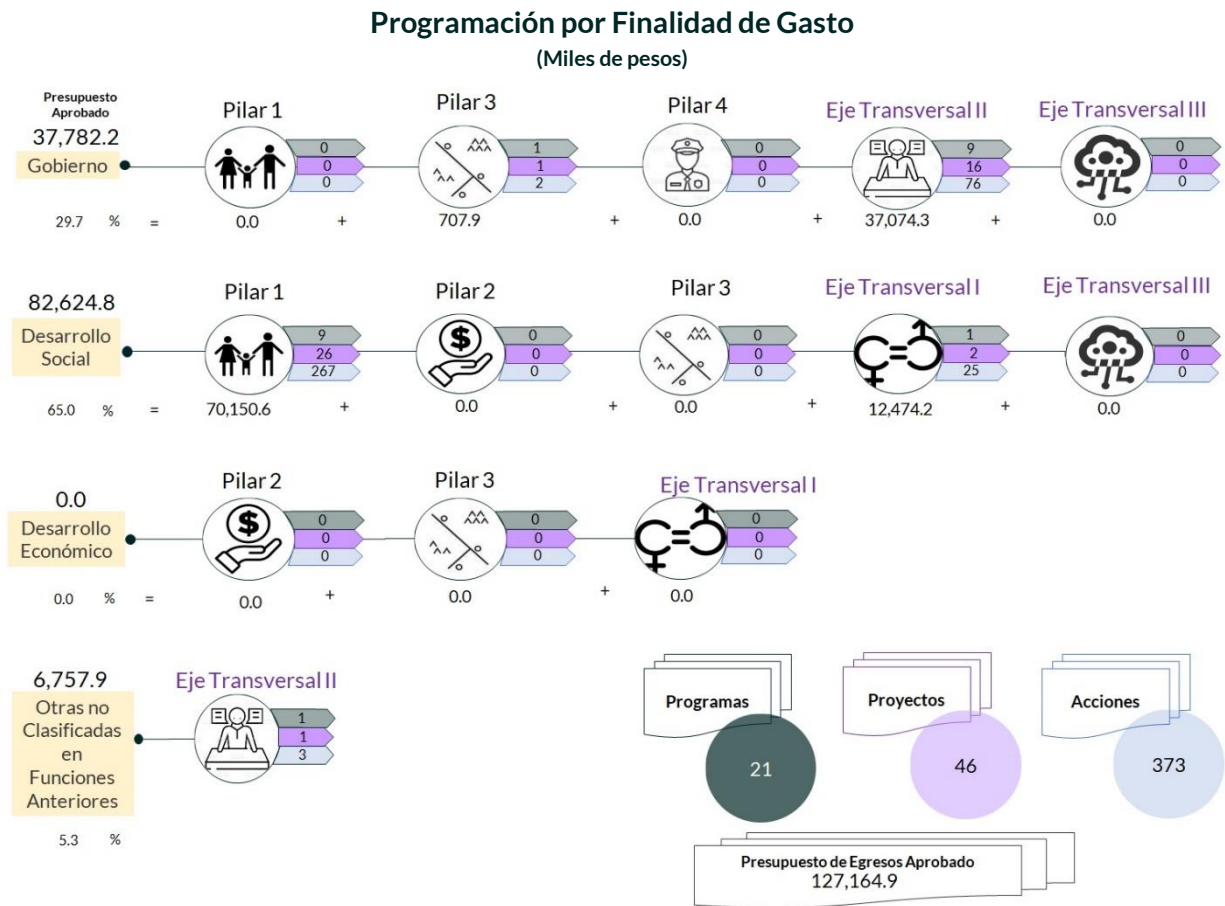 Programación por Finalidad de Gasto
(Miles de pesos)
Presupuesto
Aprobado
37,782.2
Gobierno
29.7 % = 
Pilar 1
0
0
0
0.0
+
Pilar 3
1
1
2
707.9
+
Pilar 4
0
0
0
0.0
+
Eje Transversal II
9
16
76
37,074.3
+
Eje Transversal III
0
0
0
0.0
82,624.8
Desarrollo
Social
65.0 % =
Pilar 1
9
26
267
70,150.6
+
Pilar 2
$
0
0
0
0.0
+
Pilar 3
0
0
0
0.0
+
Eje Transversal I
1
2
25
12,474.2
+
Eje Transversal III
0
0
0
0.0
0.0
Desarrollo
Económico
0.0 % =
Pilar 2
$
0
0
0
0.0
+
Pilar 3
0
0
0
0.0
+
Eje Transversal I
0
0
0
0.0
6,757.9
Otras no
Clasificadas
en
Funciones
Anteriores
5.3 %
Eje Transversal II
1
1
3
Programas
21
Proyectos
46
Acciones
373
Presupuesto de Egresos Aprobado
127,164.9